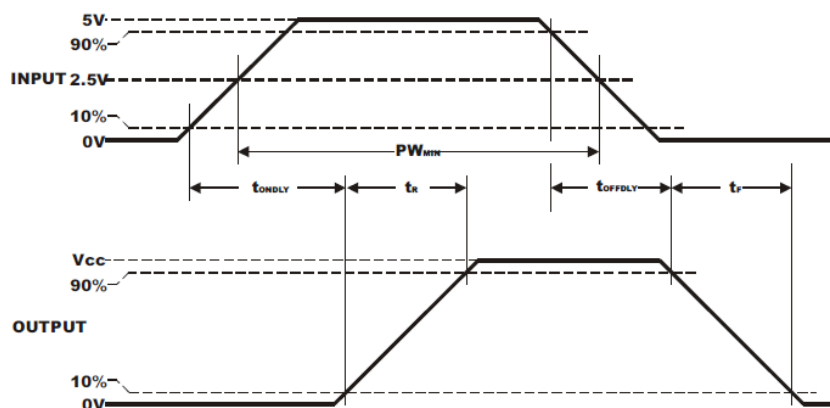 5V
90%
INPUT 2.5V
10%
0V
PWMIN
tONDLY tR tOFFDLY tF
Vcc
90%
OUTPUT
10%
0V